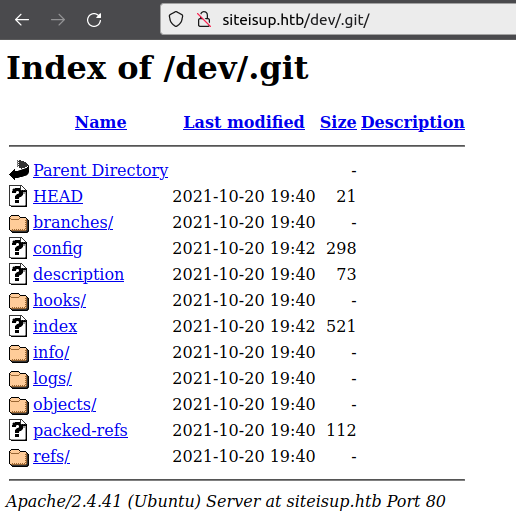 siteisup.htb/dev/.git/
Index of /dev/.git
Name Last modified Size Description
Parent Directory -
HEAD 2021-10-20 19:40 21
branches/ 2021-10-20 19:40 -
config 2021-10-20 19:42 298
description 2021-10-20 19:40 73
hooks/ 2021-10-20 19:40 -
index 2021-10-20 19:42 521
info/ 2021-10-20 19:40 -
logs/ 2021-10-20 19:40 -
objects/ 2021-10-20 19:40 -
packed-refs 2021-10-20 19:40 112
refs/ 2021-10-20 19:40 -
Apache/2.4.41 (Ubuntu) Server at siteisup.htb Port 80